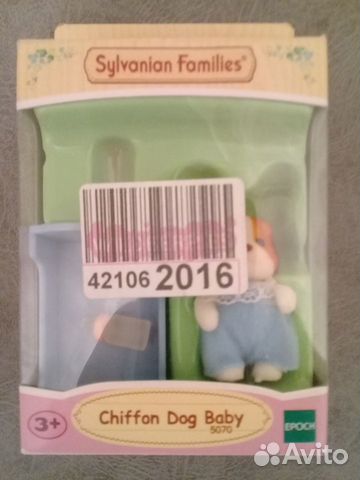 Sylvanian Families®
42106 2016
3+
Chiffon Dog Baby
5070
EPOCH
Avito